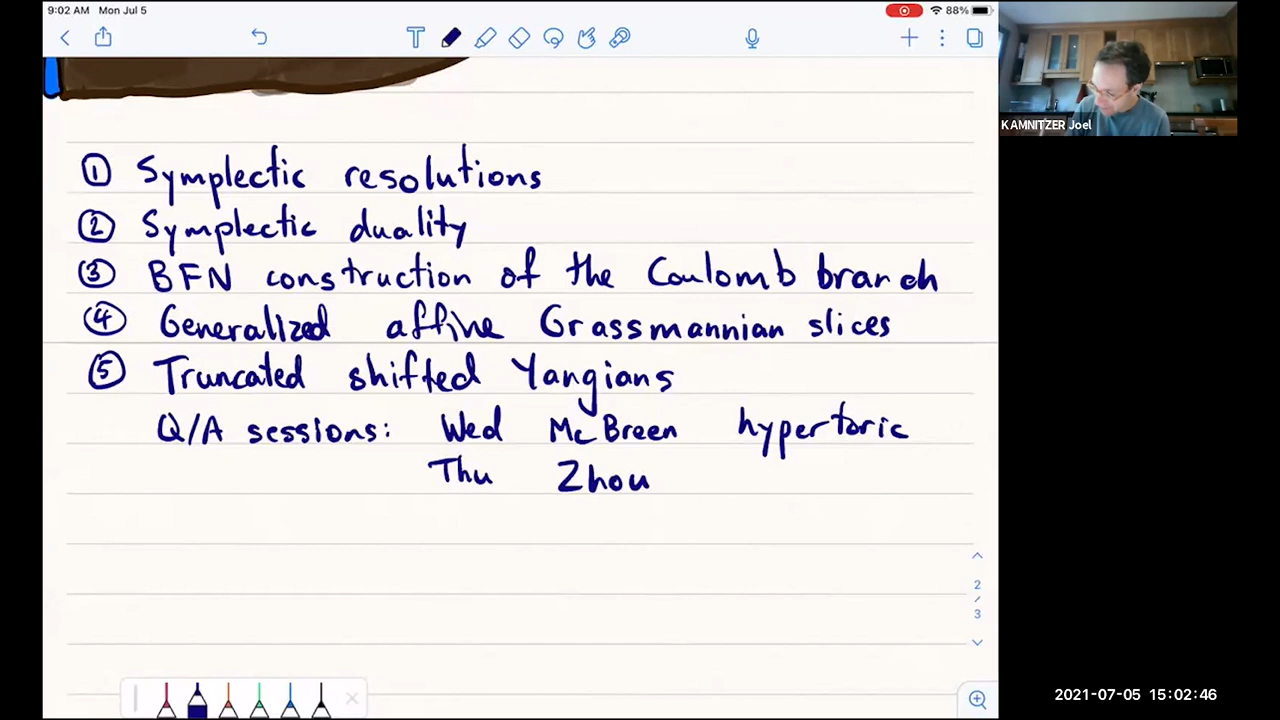 9:02 AM Mon Jul 5
88%
KAMNITZER Joel
① Symplectic resolutions
② Symplectic duality
③ BFN construction of the Coulomb branch
④ Generalized affine Grassmannian slices
⑤ Truncated shifted Yangians
Q/A sessions: Wed McBreen hypertoric
Thu Zhou
2
/
3
2021-07-05 15:02:46